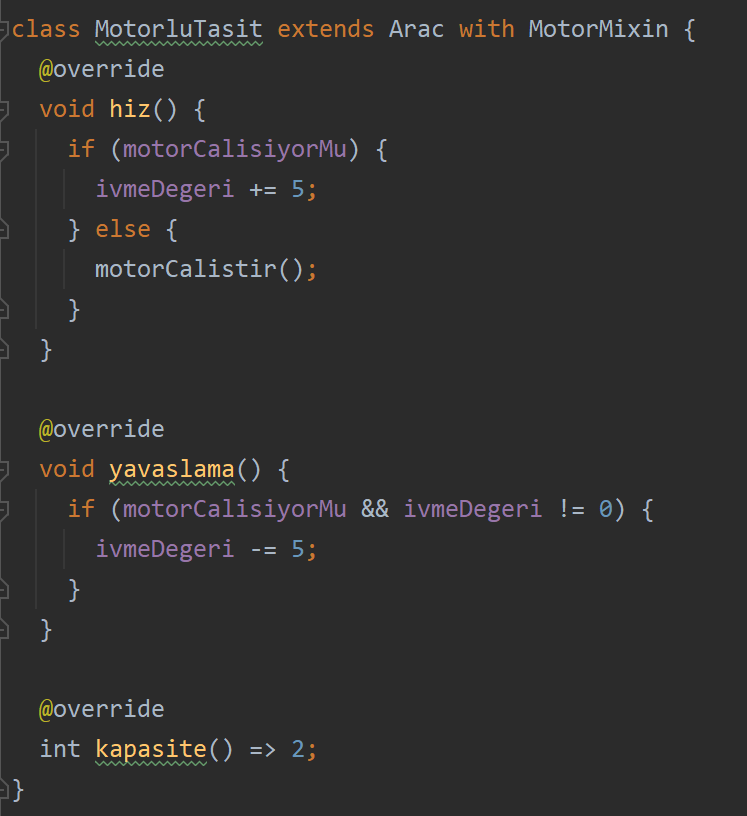 class MotorluTasit extends Arac with MotorMixin {
@override
void hiz() {
if (motorCalisiyorMu) {
ivmeDegeri += 5;
} else {
motorCalistir();
}
}
@override
void yavaslama() {
if (motorCalisiyorMu && ivmeDegeri != 0) {
ivmeDegeri -= 5;
}
}
@override
int kapasite() => 2;
}